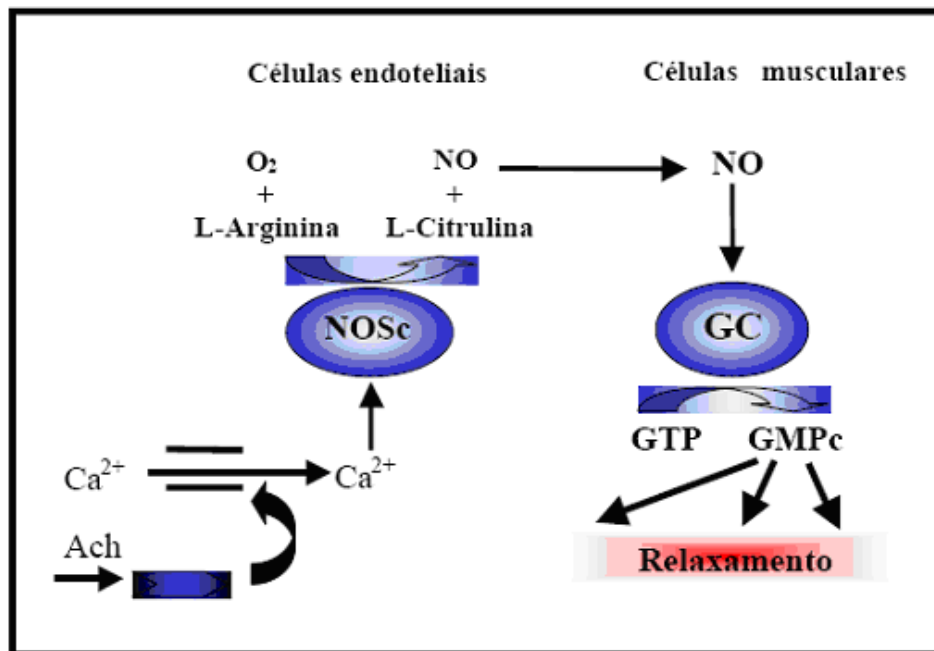 Células endoteliais
Células musculares
O₂
+
L-Arginina
NO
+
L-Citrulina
NO
NOSc
GC
GTP
GMPc
Ca²⁺
Ca²⁺
Ach
Relaxamento